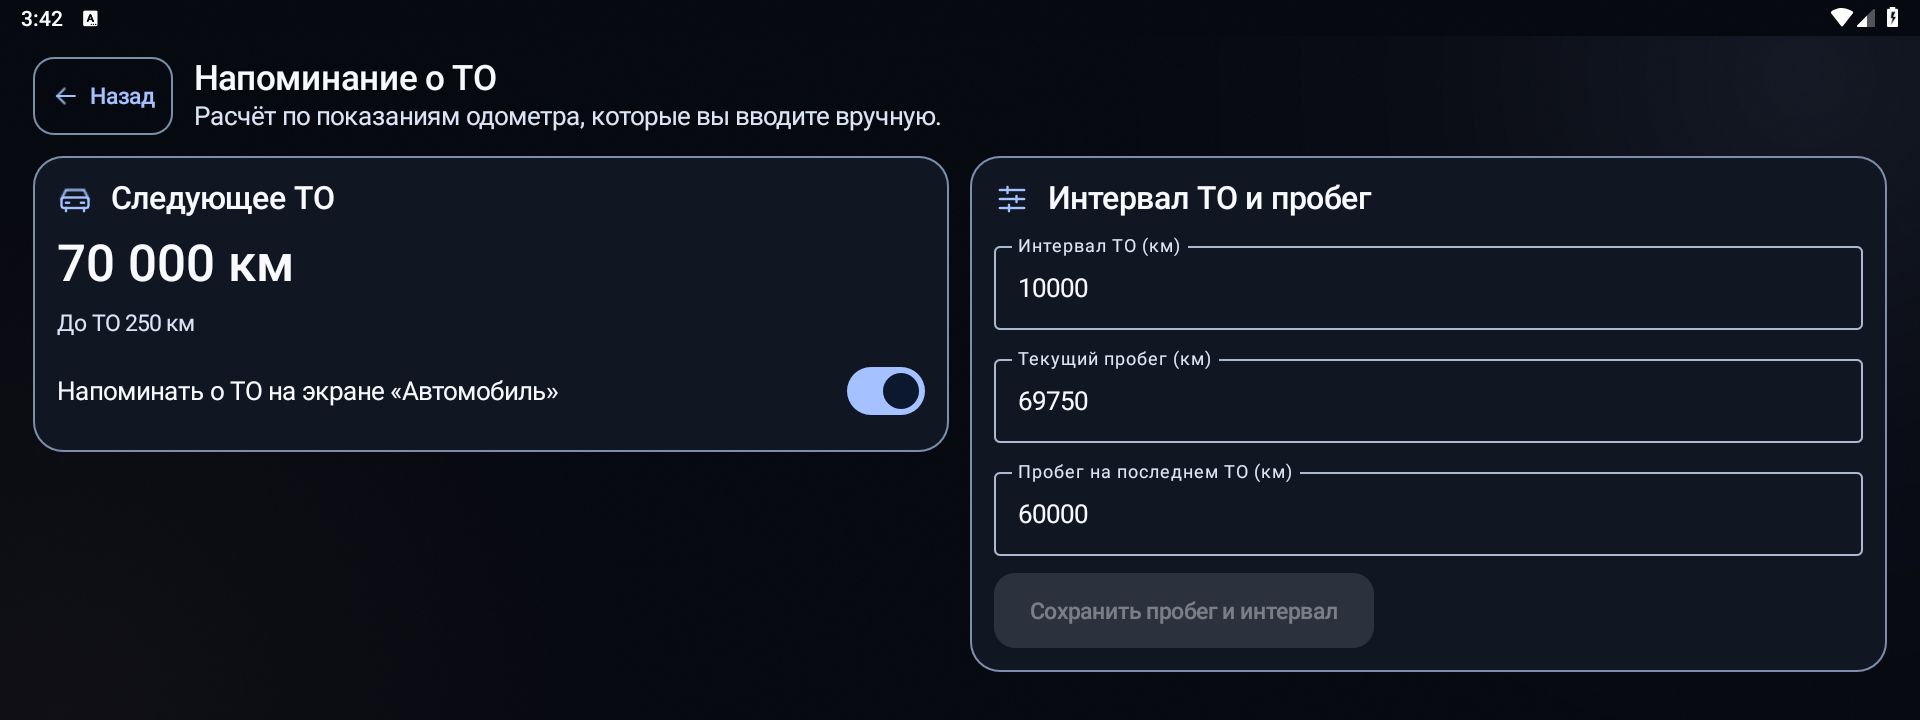 3:42
Назад
Напоминание о ТО
Расчёт по показаниям одометра, которые вы вводите вручную.
Следующее ТО
70 000 км
До ТО 250 км
Напоминать о ТО на экране «Автомобиль»
Интервал ТО и пробег
Интервал ТО (км)
10000
Текущий пробег (км)
69750
Пробег на последнем ТО (км)
60000
Сохранить пробег и интервал